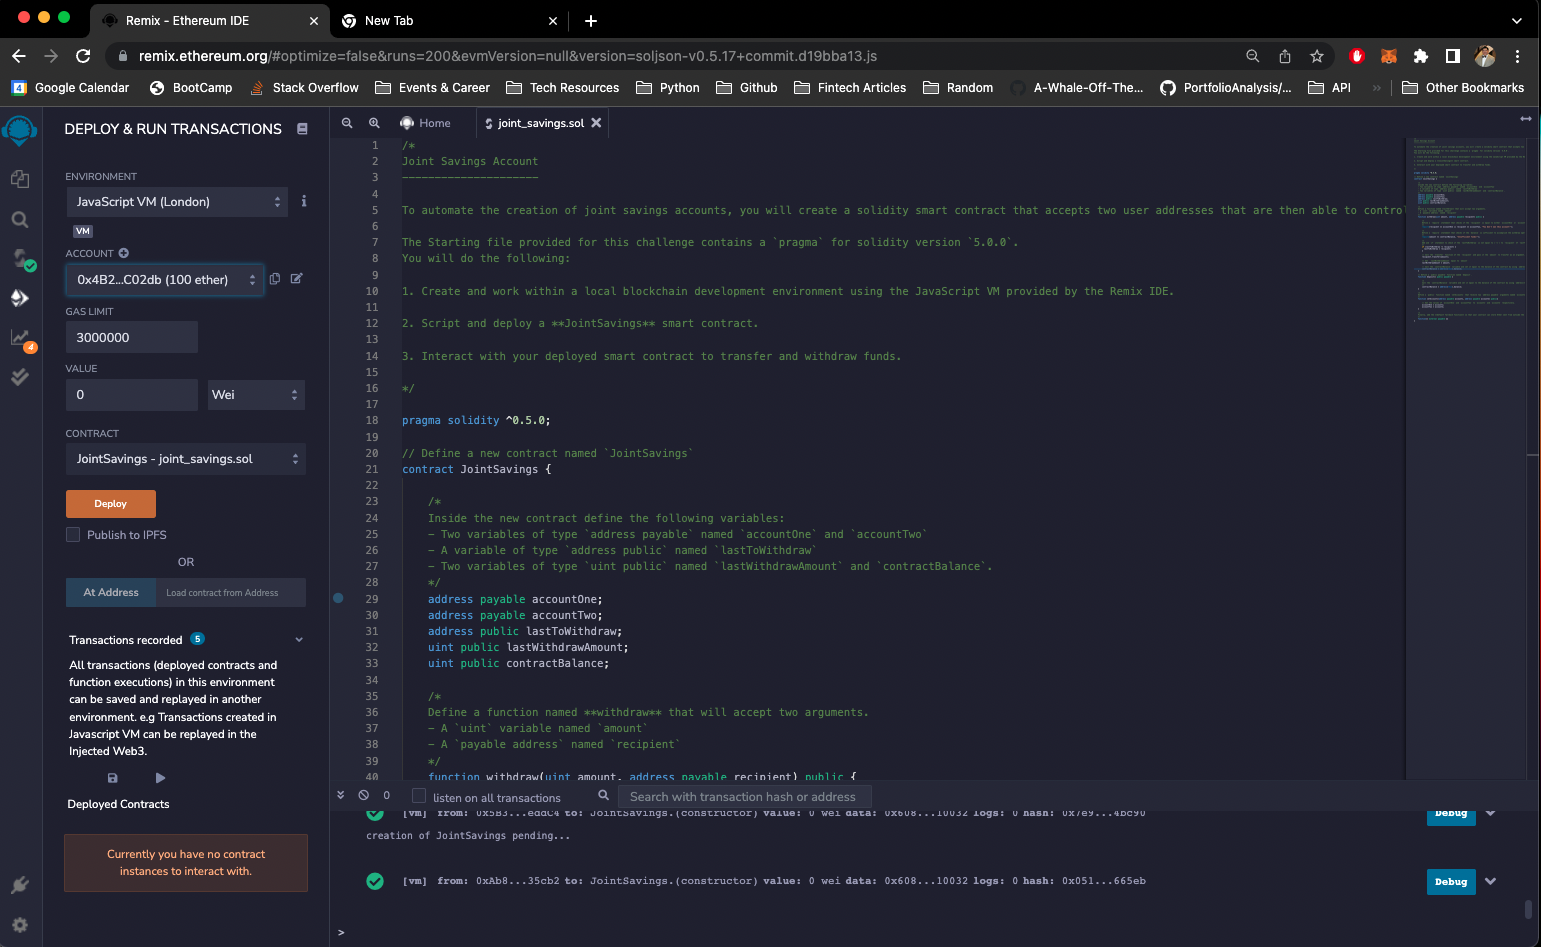 Remix - Ethereum IDE
New Tab
remix.ethereum.org/#optimize=false&runs=200&evmVersion=null&version=soljson-v0.5.17+commit.d19bba13.js
4 Google Calendar BootCamp Stack Overflow Events & Career Tech Resources Python Github Fintech Articles Random A-Whale-Off-The... PortfolioAnalysis/... API » Other Bookmarks
DEPLOY & RUN TRANSACTIONS
Home
joint_savings.sol
ENVIRONMENT
JavaScript VM (London)
VM
ACCOUNT
0x4B2...C02db (100 ether)
GAS LIMIT
3000000
VALUE
0
Wei
CONTRACT
JointSavings - joint_savings.sol
Deploy
Publish to IPFS
OR
At Address
Load contract from Address
Transactions recorded 5
All transactions (deployed contracts and
function executions) in this environment
can be saved and replayed in another
environment. e.g Transactions created in
Javascript VM can be replayed in the
Injected Web3.
Deployed Contracts
Currently you have no contract
instances to interact with.
4
1 /*
2 Joint Savings Account
3 ---------------------
4
5 To automate the creation of joint savings accounts, you will create a solidity smart contract that accepts two user addresses that are then able to contro
6
7 The Starting file provided for this challenge contains a `pragma` for solidity version `5.0.0`.
8 You will do the following:
9
10 1. Create and work within a local blockchain development environment using the JavaScript VM provided by the Remix IDE.
11
12 2. Script and deploy a **JointSavings** smart contract.
13
14 3. Interact with your deployed smart contract to transfer and withdraw funds.
15
16 */
17
18 pragma solidity ^0.5.0;
19
20 // Define a new contract named `JointSavings`
21 contract JointSavings {
22
23 /*
24 Inside the new contract define the following variables:
25 - Two variables of type `address payable` named `accountOne` and `accountTwo`
26 - A variable of type `address public` named `lastToWithdraw`
27 - Two variables of type `uint public` named `lastWithdrawAmount` and `contractBalance`.
28 */
29 address payable accountOne;
30 address payable accountTwo;
31 address public lastToWithdraw;
32 uint public lastWithdrawAmount;
33 uint public contractBalance;
34
35 /*
36 Define a function named **withdraw** that will accept two arguments.
37 - A `uint` variable named `amount`
38 - A `payable address` named `recipient`
39 */
40 function withdraw(uint amount, address payable recipient) public {
0
listen on all transactions
Search with transaction hash or address
[vm] from: 0x5B3...eddC4 to: JointSavings.(constructor) value: 0 wei data: 0x608...10032 logs: 0 hash: 0x7e9...4bc90
Debug
creation of JointSavings pending...
[vm] from: 0xAb8...35cb2 to: JointSavings.(constructor) value: 0 wei data: 0x608...10032 logs: 0 hash: 0x051...665eb
Debug
>